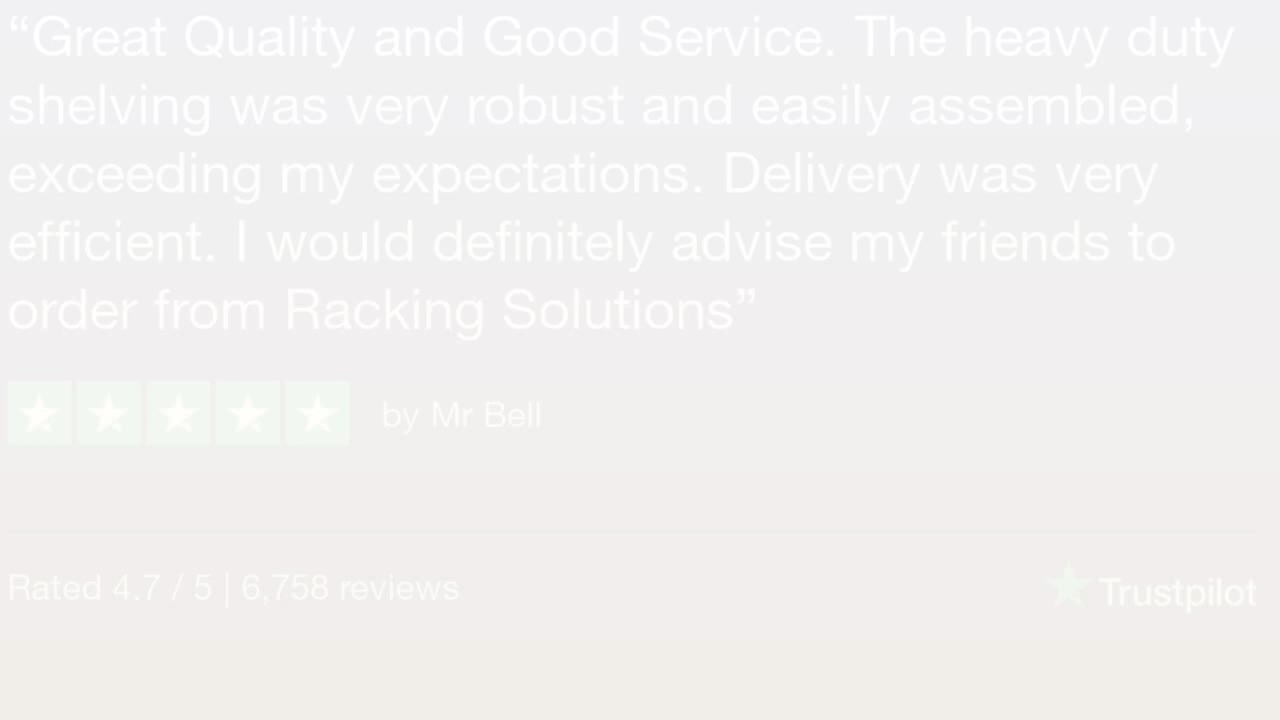 “Great Quality and Good Service. The heavy duty
shelving was very robust and easily assembled,
exceeding my expectations. Delivery was very
efficient. I would definitely advise my friends to
order from Racking Solutions”
by Mr Bell
Rated 4.7 / 5 | 6,758 reviews
Trustpilot